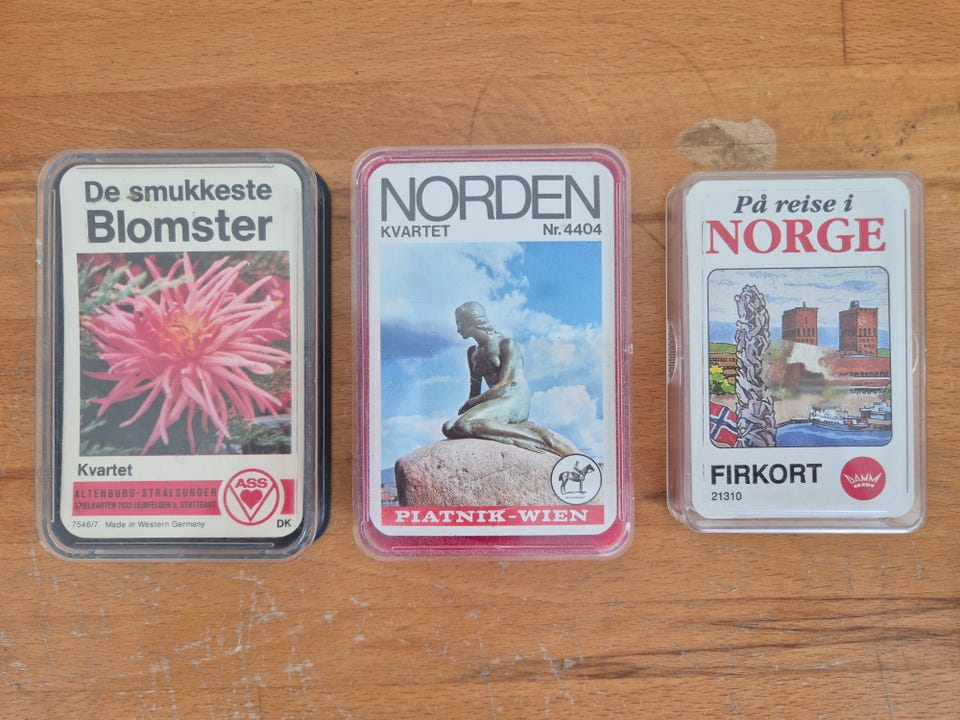 De smukkeste
Blomster
Kvartet
ALTENBURG-STRALSUNDER
SPIELKARTEN 7022 LEINFELDEN b. STUTTGART
ASS
7546/7 Made in Western Germany
DK
NORDEN
KVARTET Nr. 4404
PIATNIK-WIEN
På reise i
NORGE
FIRKORT
21310
DAMM